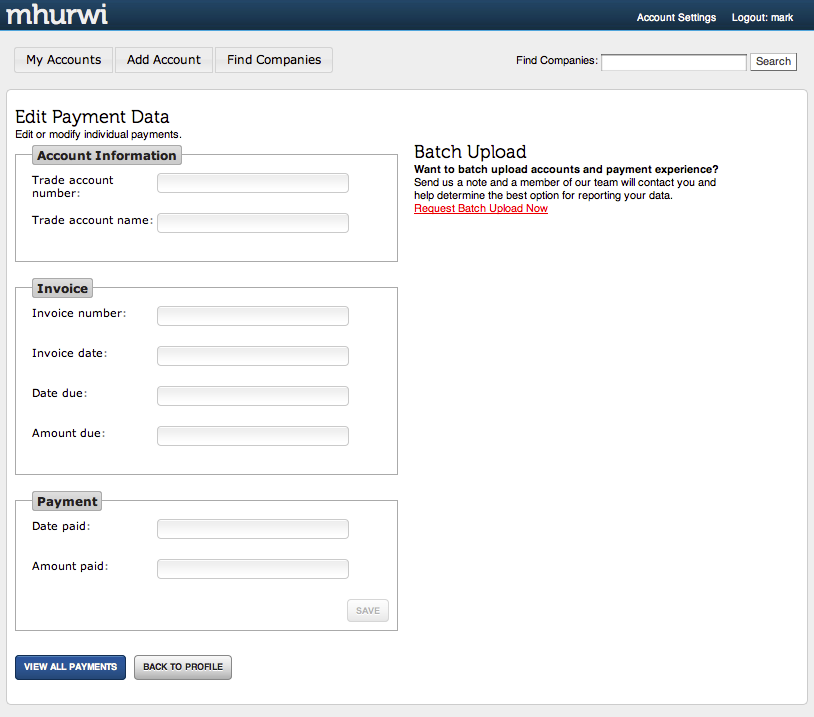 mhurwi
Account Settings
Logout: mark
My Accounts
Add Account
Find Companies
Find Companies:
Search
Edit Payment Data
Edit or modify individual payments.
Account Information
Trade account
number:
Trade account name:
Invoice
Invoice number:
Invoice date:
Date due:
Amount due:
Payment
Date paid:
Amount paid:
SAVE
VIEW ALL PAYMENTS
BACK TO PROFILE
Batch Upload
Want to batch upload accounts and payment experience?
Send us a note and a member of our team will contact you and
help determine the best option for reporting your data.
Request Batch Upload Now